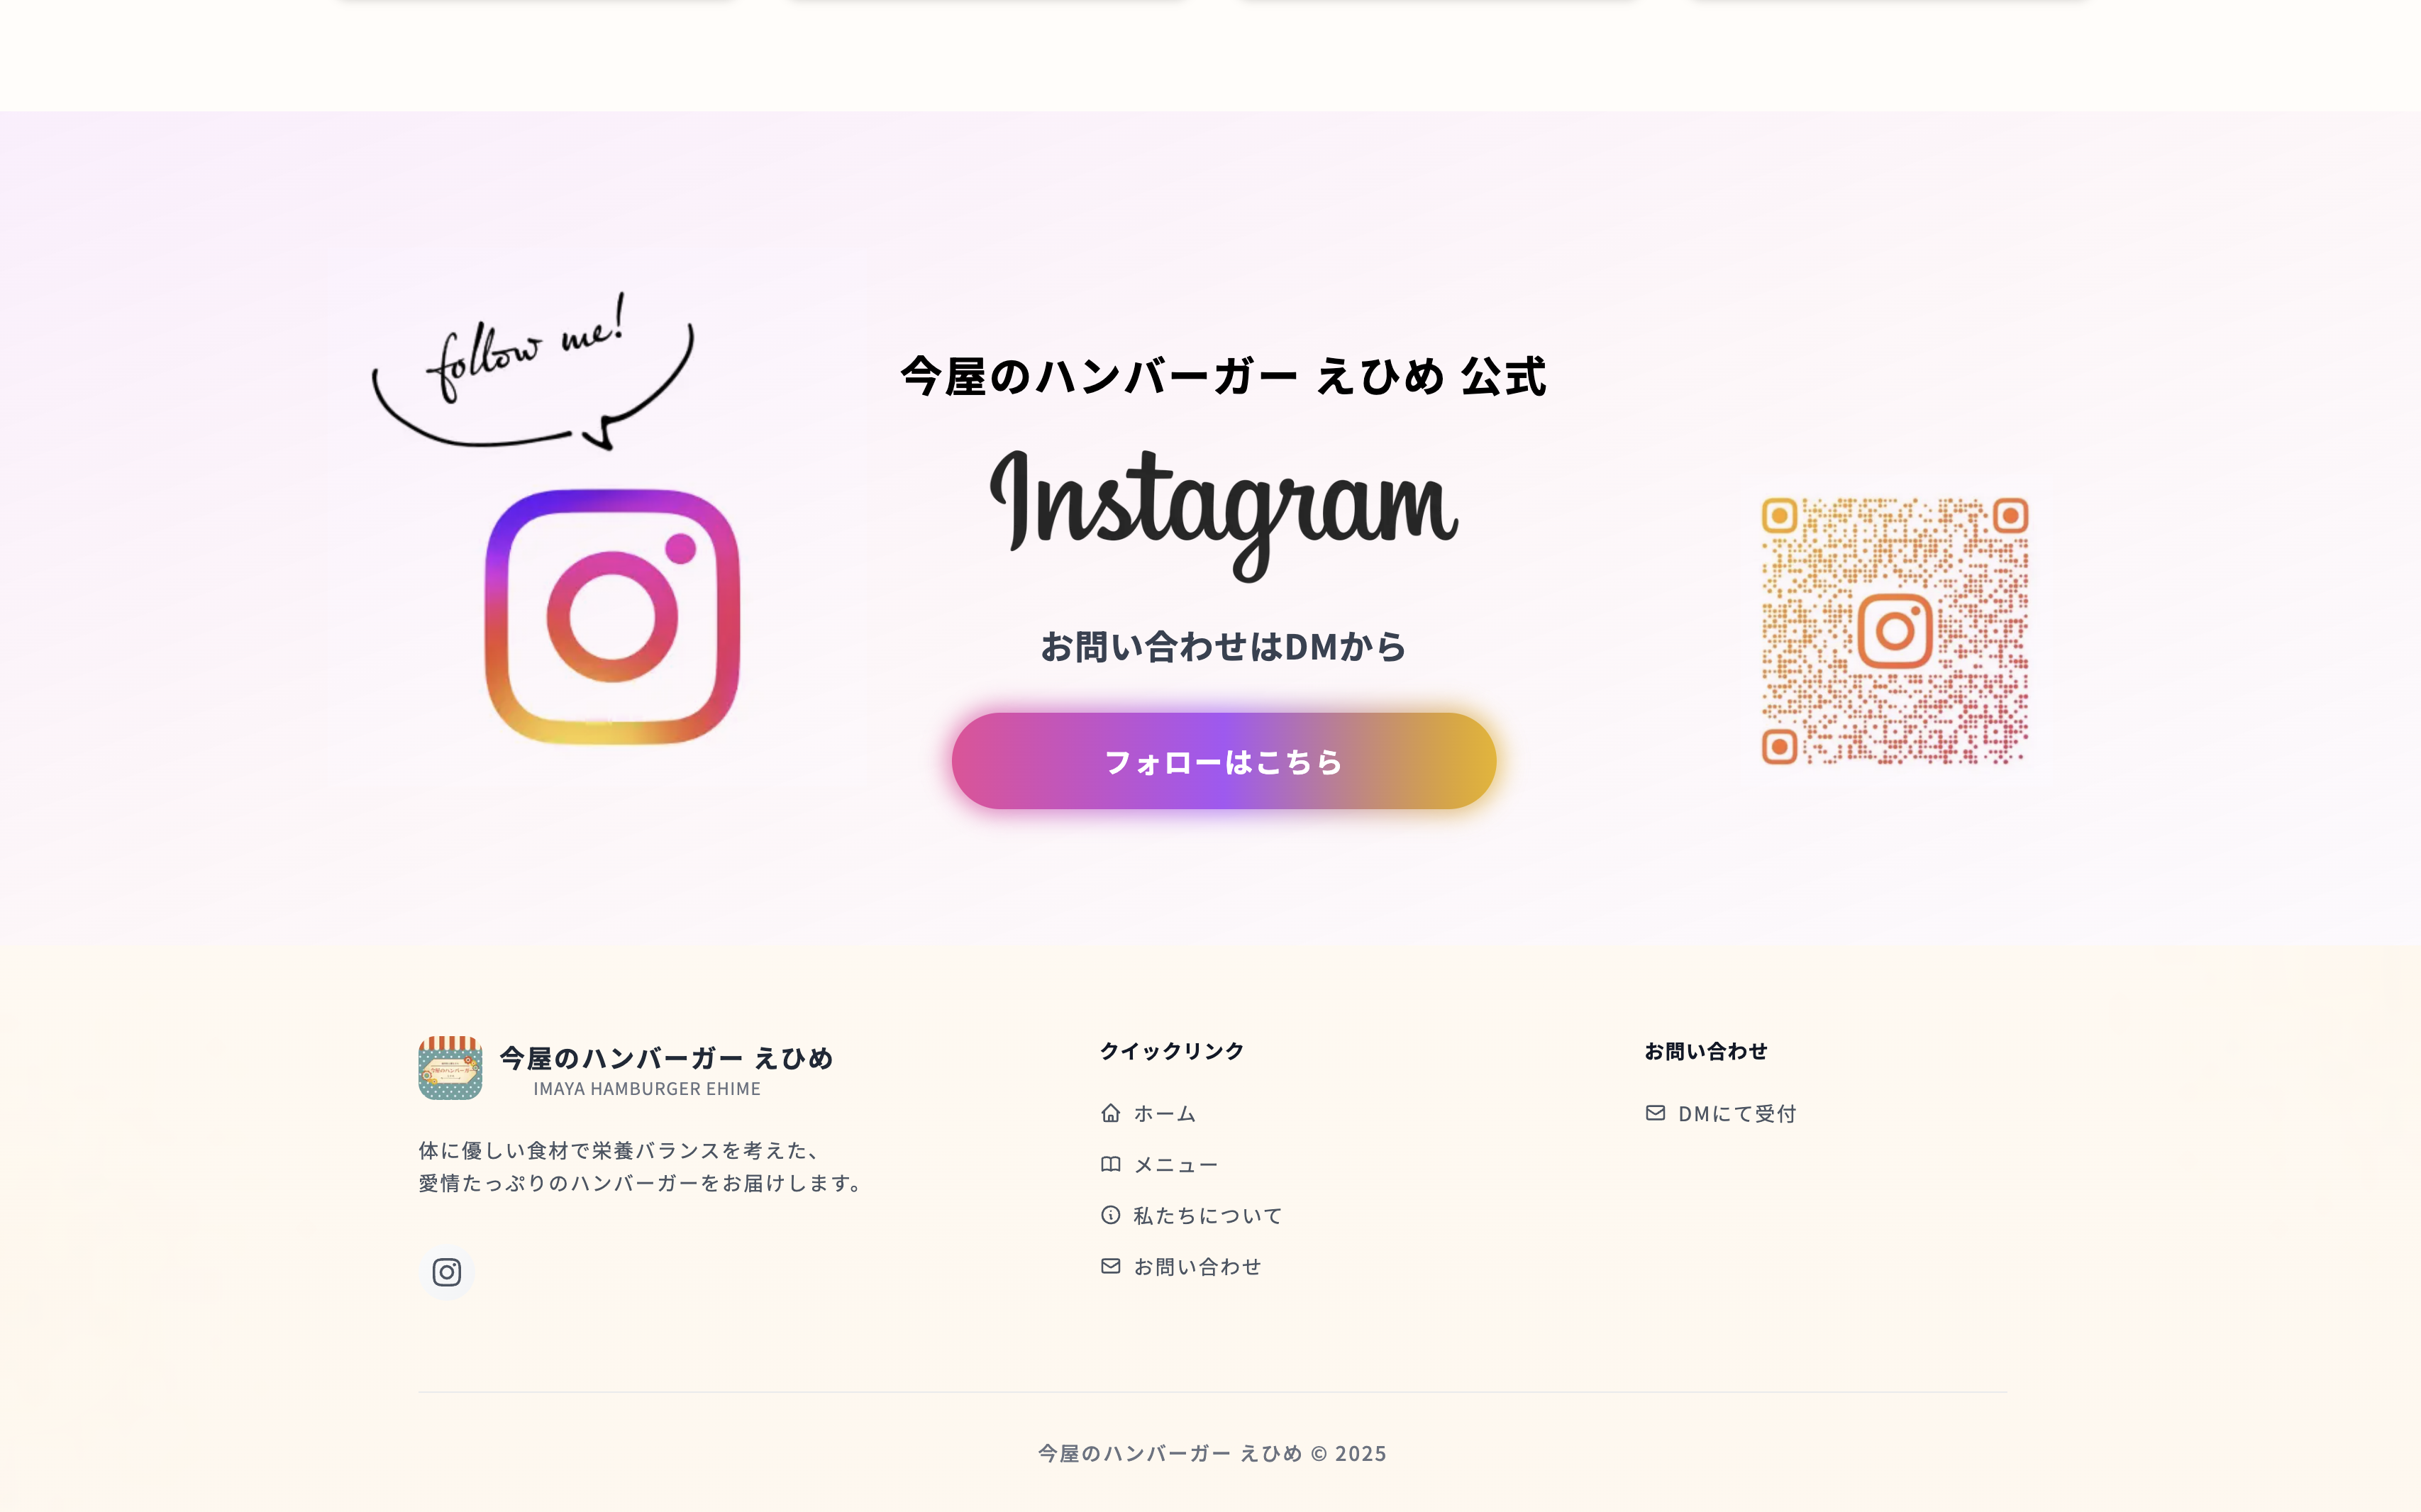 follow me!
今屋のハンバーガー えひめ 公式
Instagram
お問い合わせはDMから
フォローはこちら
今屋のハンバーガー えひめ
IMAYA HAMBURGER EHIME
体に優しい食材で栄養バランスを考えた、
愛情たっぷりのハンバーガーをお届けします。
クイックリンク
ホーム
メニュー
私たちについて
お問い合わせ
お問い合わせ
DMにて受付
今屋のハンバーガー えひめ © 2025